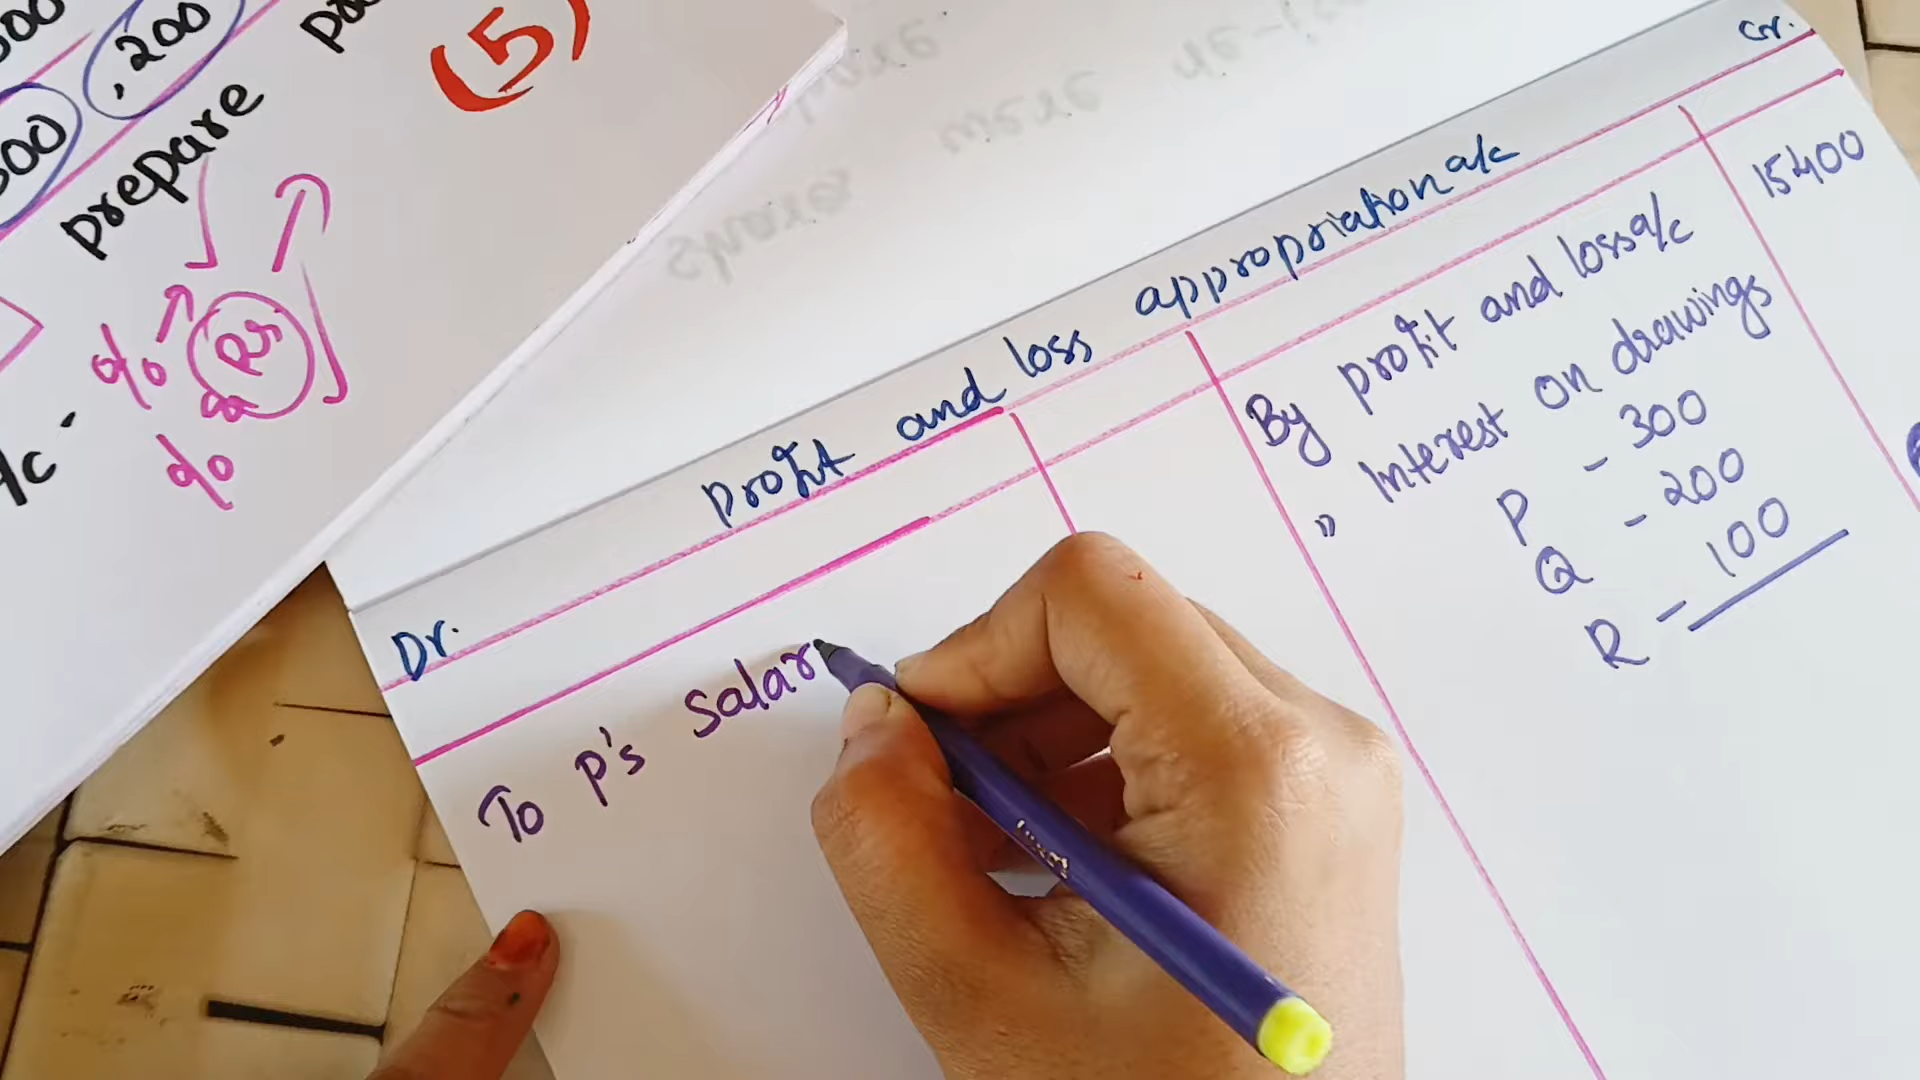 ,200
prepare
(5)
Rs
Profit and loss appropriation a/c
Dr.
Cr.
To P's Salar
By profit and loss a/c
15400
" Interest on drawings
P - 300
Q - 200
R - 100